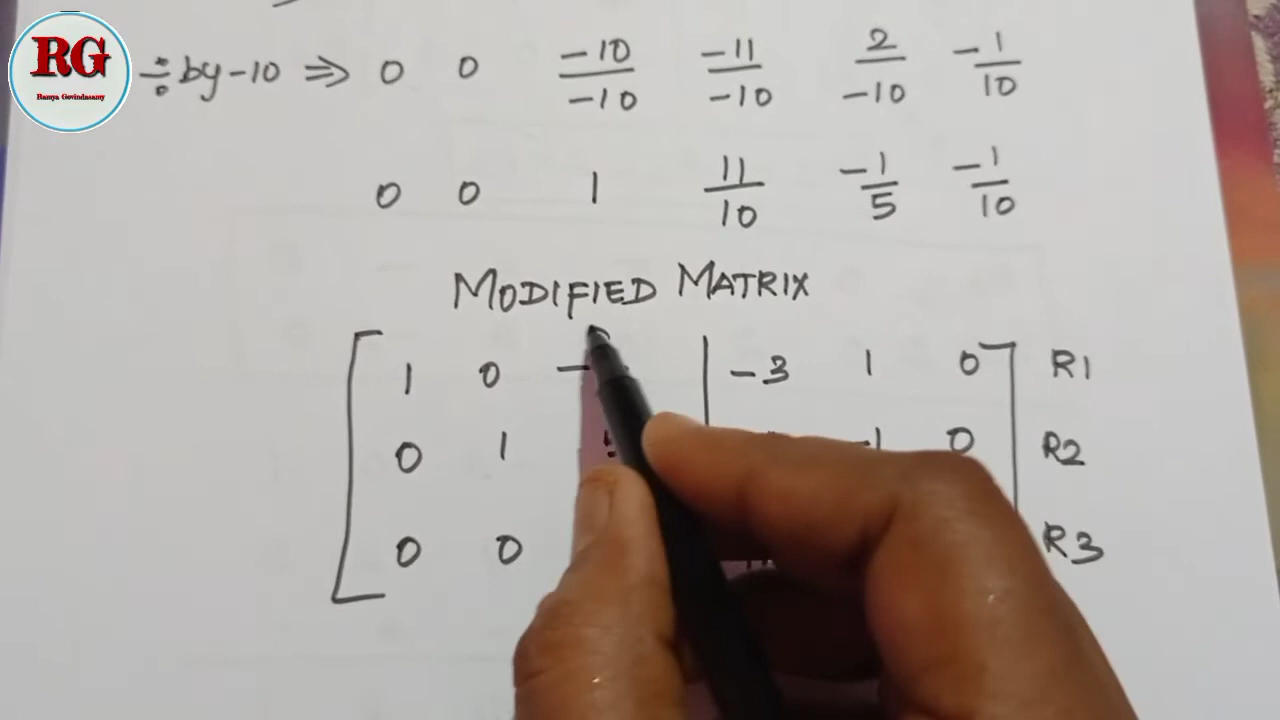 RG
Ramya Govindasamy
÷ by -10 ⇒ 0 0 -10/-10 -11/-10 2/-10 -1/10
0 0 1 11/10 -1/5 -1/10
MODIFIED MATRIX
1 0 - | -3 1 0 R1
0 1 -1 0 R2
0 0 R3